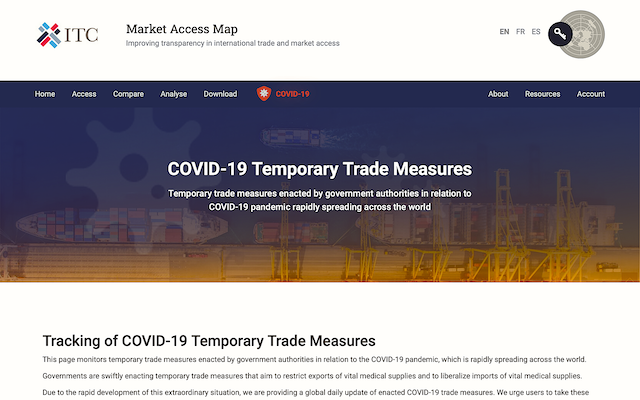 ITC
Market Access Map
Improving transparency in international trade and market access
EN FR ES
Home Access Compare Analyse Download COVID-19 About Resources Account
COVID-19 Temporary Trade Measures
Temporary trade measures enacted by government authorities in relation to
COVID-19 pandemic rapidly spreading across the world
Tracking of COVID-19 Temporary Trade Measures
This page monitors temporary trade measures enacted by government authorities in relation to the COVID-19 pandemic, which is rapidly spreading across the world.
Governments are swiftly enacting temporary trade measures that aim to restrict exports of vital medical supplies and to liberalize imports of vital medical supplies.
Due to the rapid development of this extraordinary situation, we are providing a global daily update of enacted COVID-19 trade measures. We urge users to take these